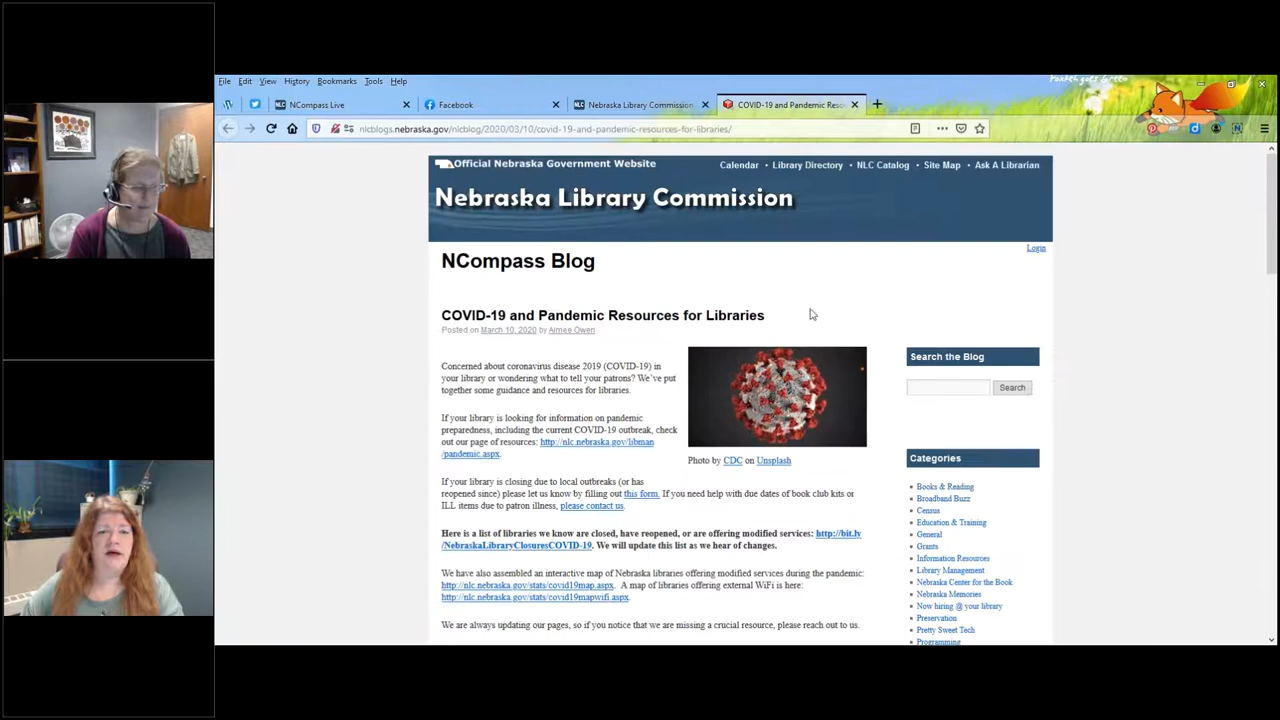 Foxkeh goes Green
File Edit View History Bookmarks Tools Help
NCompass Live
Facebook
Nebraska Library Commission
COVID-19 and Pandemic Reso
nlcblogs.nebraska.gov/nlcblog/2020/03/10/covid-19-and-pandemic-resources-for-libraries/
Official Nebraska Government Website
Calendar • Library Directory • NLC Catalog • Site Map • Ask A Librarian
Nebraska Library Commission
Login
NCompass Blog
COVID-19 and Pandemic Resources for Libraries
Posted on March 10, 2020 by Aimee Owen
Concerned about coronavirus disease 2019 (COVID-19) in
your library or wondering what to tell your patrons? We've put
together some guidance and resources for libraries.
If your library is looking for information on pandemic
preparedness, including the current COVID-19 outbreak, check
out our page of resources: http://nlc.nebraska.gov/libman
/pandemic.aspx.
Photo by CDC on Unsplash
If your library is closing due to local outbreaks (or has
reopened since) please let us know by filling out this form. If you need help with due dates of book club kits or
ILL items due to patron illness, please contact us.
Here is a list of libraries we know are closed, have reopened, or are offering modified services: http://bit.ly
/NebraskaLibraryClosuresCOVID-19. We will update this list as we hear of changes.
We have also assembled an interactive map of Nebraska libraries offering modified services during the pandemic:
http://nlc.nebraska.gov/stats/covid19map.aspx. A map of libraries offering external WiFi is here:
http://nlc.nebraska.gov/stats/covid19mapwifi.aspx.
We are always updating our pages, so if you notice that we are missing a crucial resource, please reach out to us.
Search the Blog
Search
Categories
Books & Reading
Broadband Buzz
Census
Education & Training
General
Grants
Information Resources
Library Management
Nebraska Center for the Book
Nebraska Memories
Now hiring @ your library
Preservation
Pretty Sweet Tech
Programming